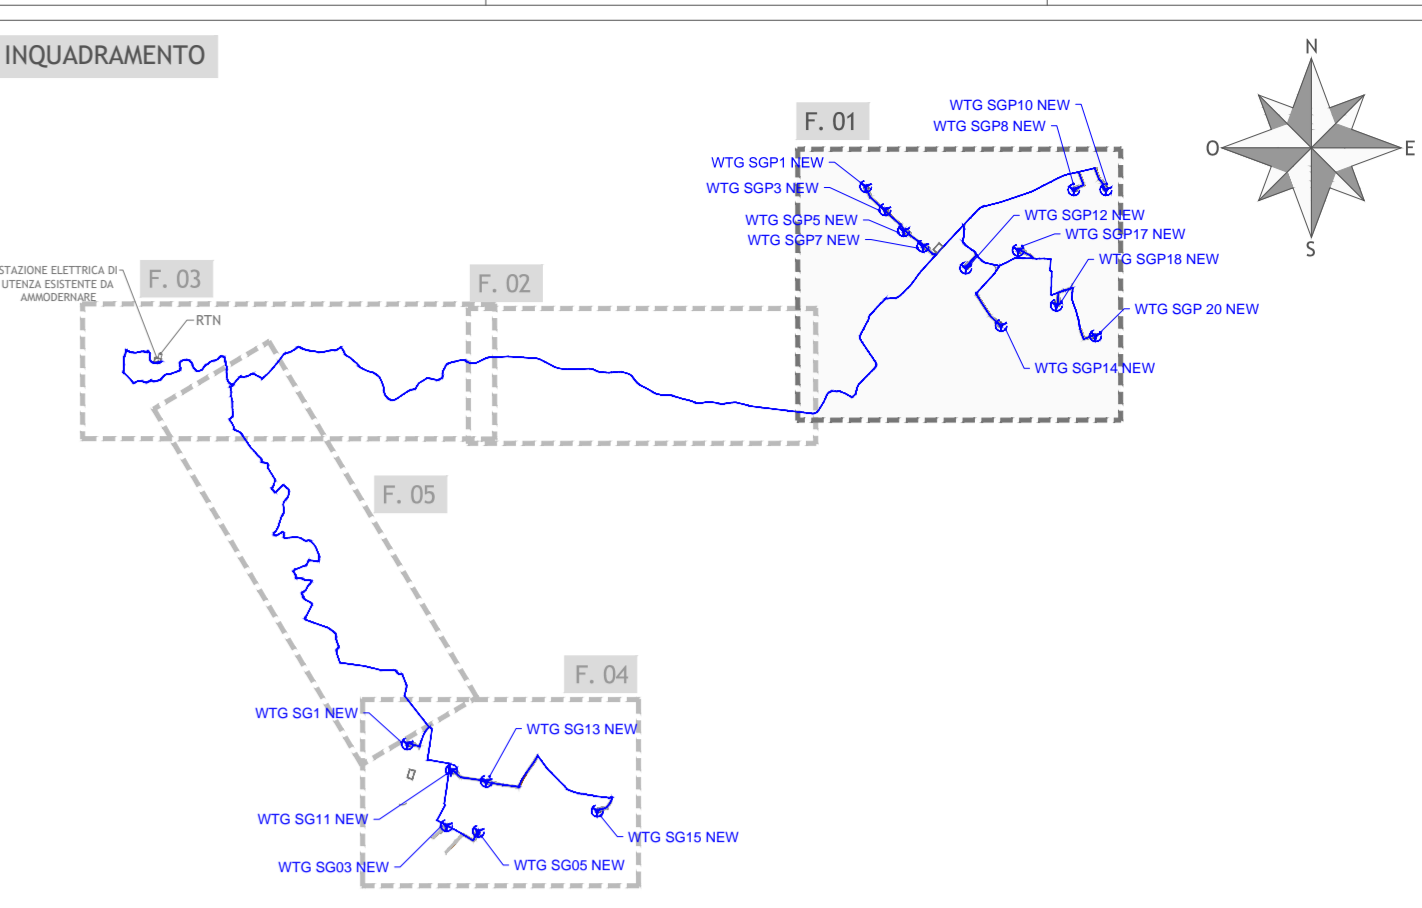 INQUADRAMENTO
N
O
E
S
F. 01
WTG SGP10 NEW
WTG SGP8 NEW
WTG SGP1 NEW
WTG SGP3 NEW
WTG SGP5 NEW
WTG SGP7 NEW
WTG SGP12 NEW
WTG SGP17 NEW
WTG SGP18 NEW
WTG SGP 20 NEW
WTG SGP14 NEW
STAZIONE ELETTRICA DI
UTENZA ESISTENTE DA
AMMODERNARE
F. 03
RTN
F. 02
F. 05
F. 04
WTG SG1 NEW
WTG SG13 NEW
WTG SG11 NEW
WTG SG15 NEW
WTG SG03 NEW
WTG SG05 NEW